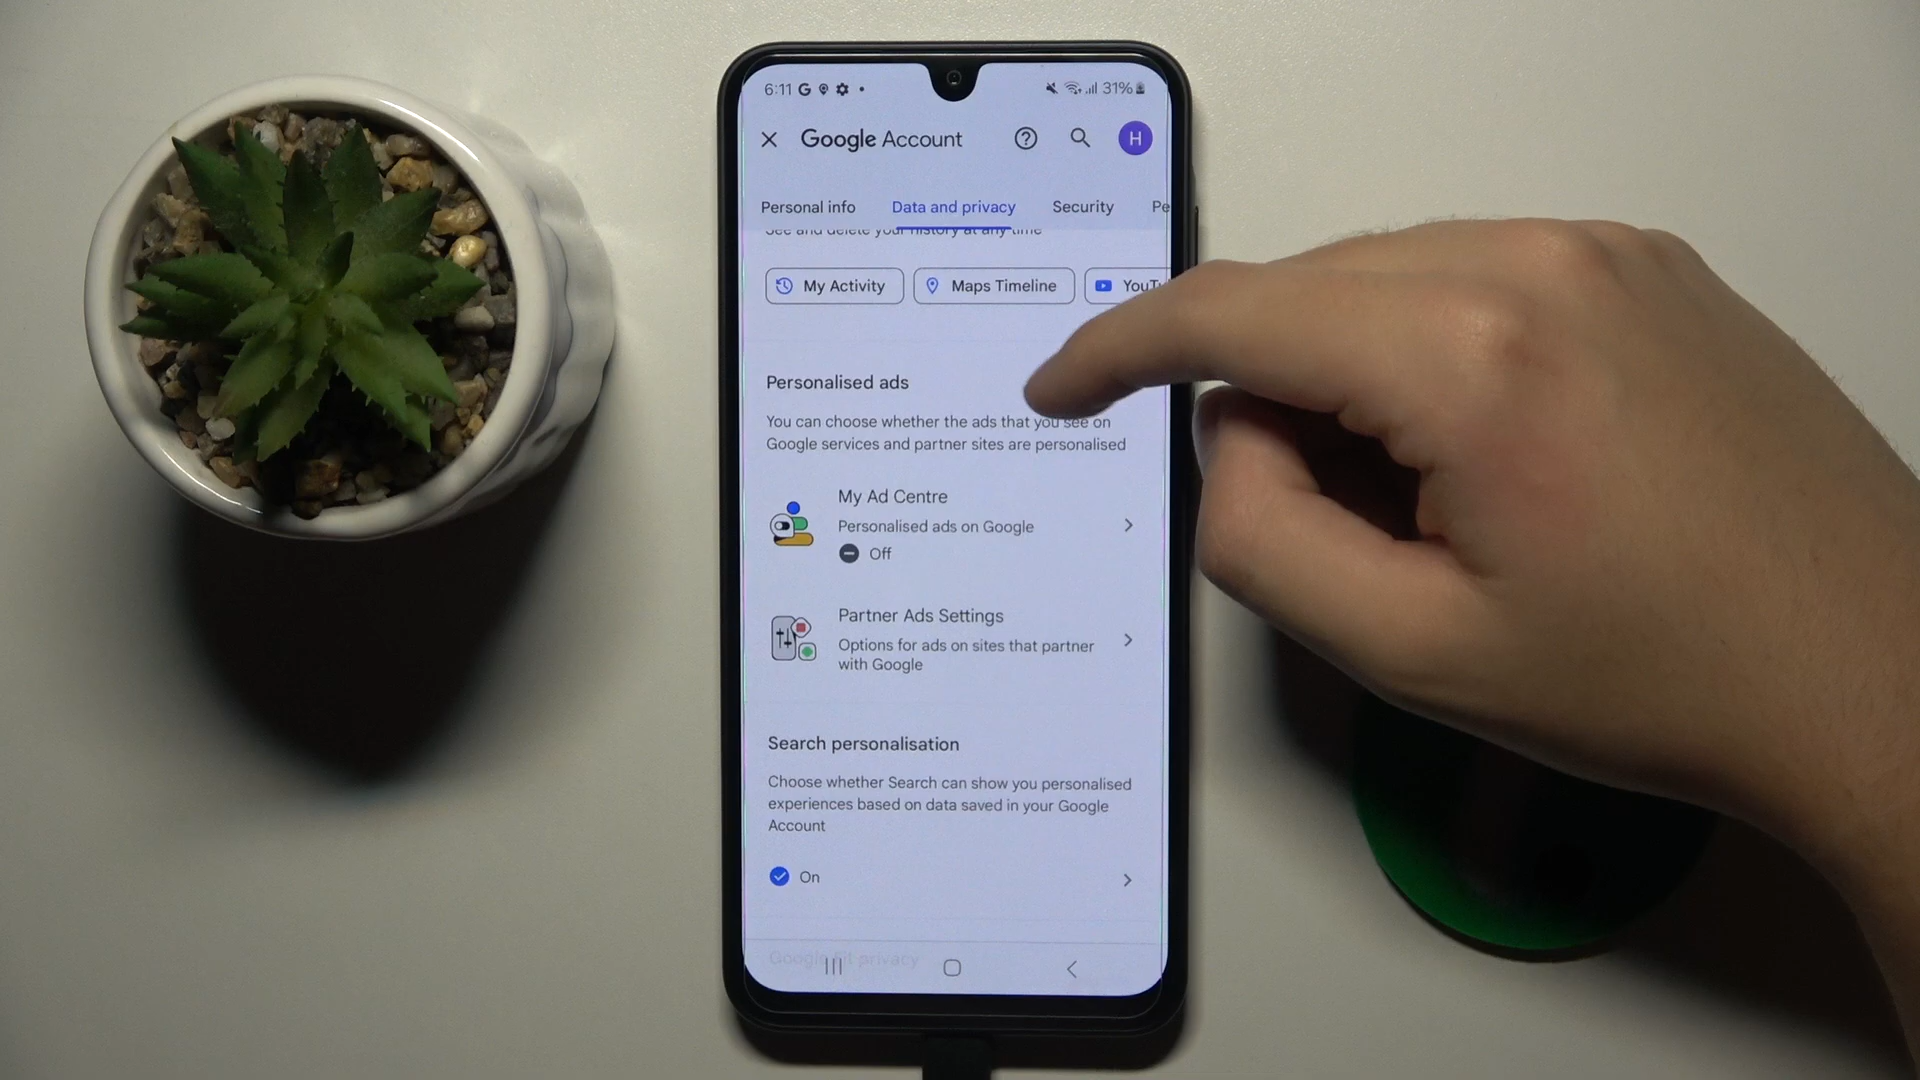 6:11 G
31%
Google Account
H
Personal info
Data and privacy
Security
Pe
See and delete your history at any time
My Activity
Maps Timeline
YouT
Personalised ads
You can choose whether the ads that you see on
Google services and partner sites are personalised
My Ad Centre
Personalised ads on Google
Off
Partner Ads Settings
Options for ads on sites that partner
with Google
Search personalisation
Choose whether Search can show you personalised
experiences based on data saved in your Google
Account
On
Google Fit privacy